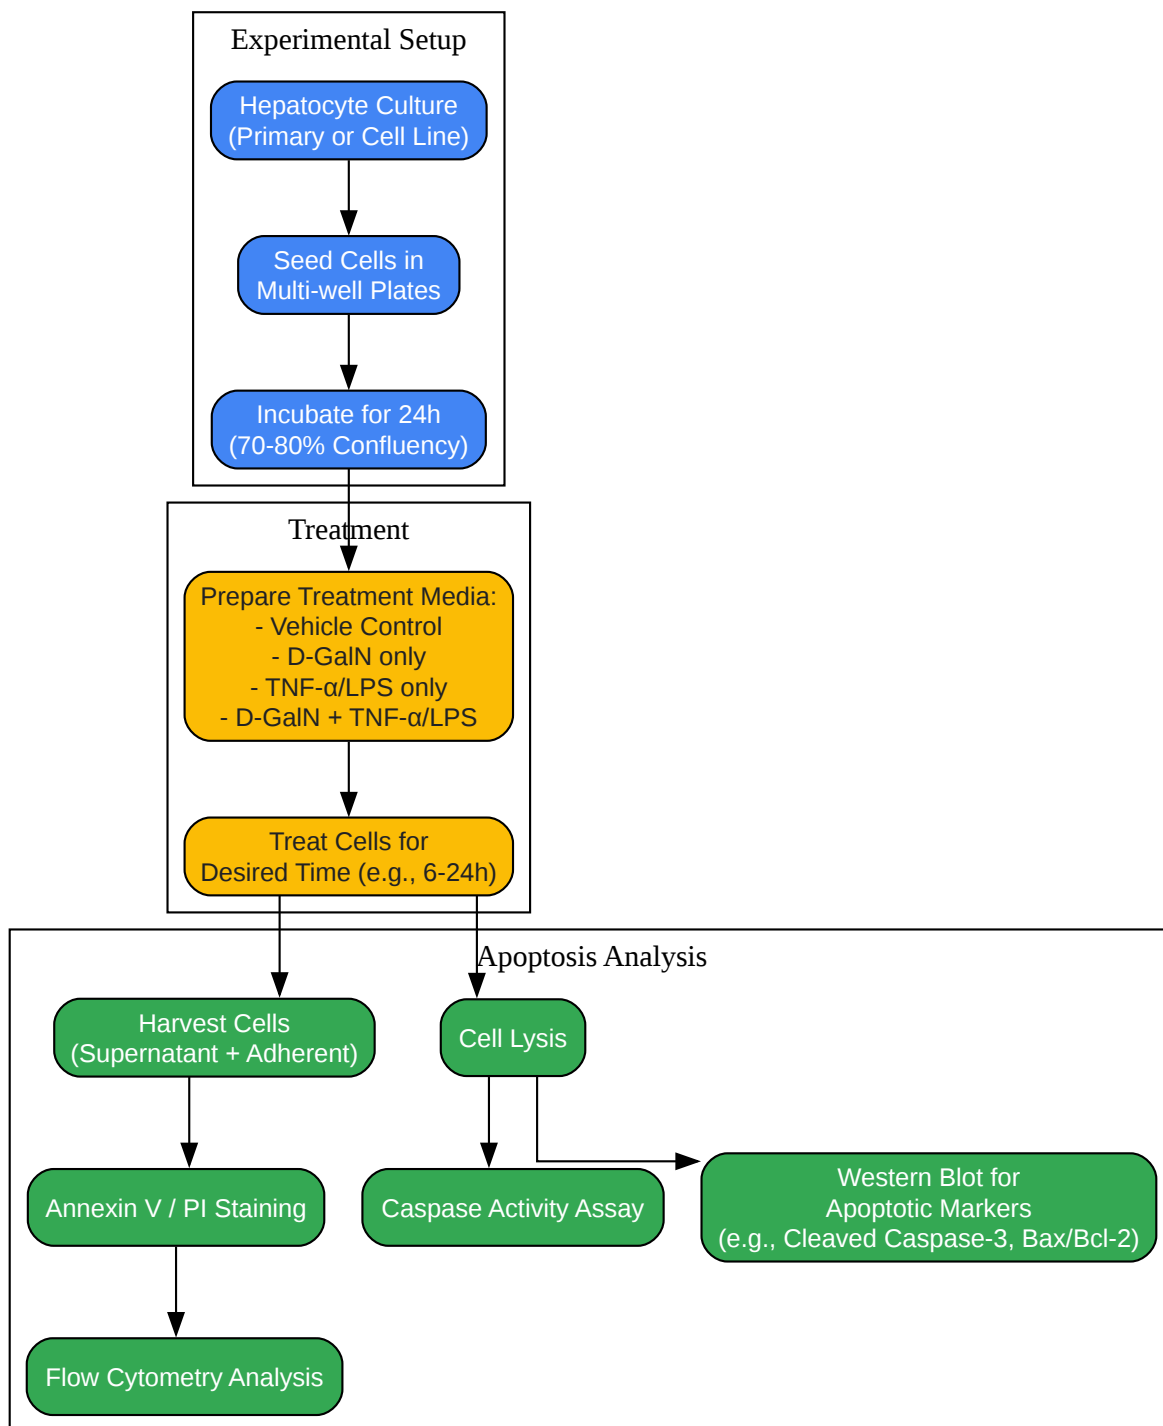 Experimental Setup
Hepatocyte Culture
(Primary or Cell Line)
Seed Cells in
Multi-well Plates
Incubate for 24h
(70-80% Confluency)
Treatment
Prepare Treatment Media:
- Vehicle Control
- D-GalN only
- TNF-α/LPS only
- D-GalN + TNF-α/LPS
Treat Cells for
Desired Time (e.g., 6-24h)
Apoptosis Analysis
Harvest Cells
(Supernatant + Adherent)
Cell Lysis
Annexin V / PI Staining
Caspase Activity Assay
Western Blot for
Apoptotic Markers
(e.g., Cleaved Caspase-3, Bax/Bcl-2)
Flow Cytometry Analysis